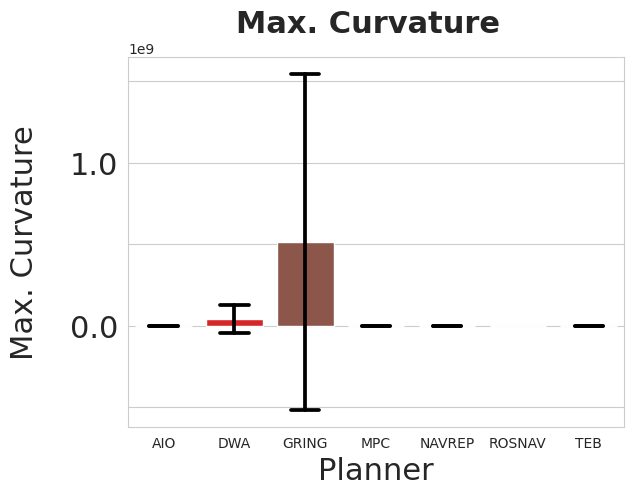 Max. Curvature
1e9
Max. Curvature
1.0
0.0
AIO DWA GRING MPC NAVREP ROSNAV TEB
Planner